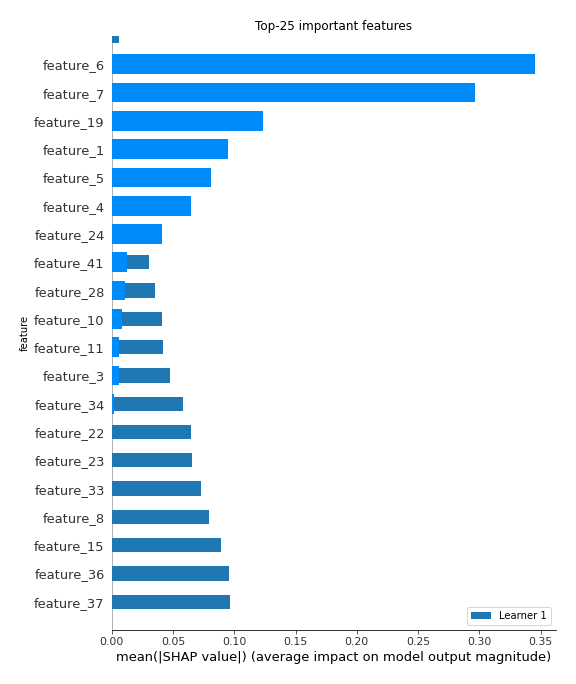 Top-25 important features
feature_6
feature_7
feature_19
feature_1
feature_5
feature_4
feature_24
feature_41
feature_28
feature_10
feature
feature_11
feature_3
feature_34
feature_22
feature_23
feature_33
feature_8
feature_15
feature_36
feature_37
Learner 1
0.00 0.05 0.10 0.15 0.20 0.25 0.30 0.35
mean(|SHAP value|) (average impact on model output magnitude)